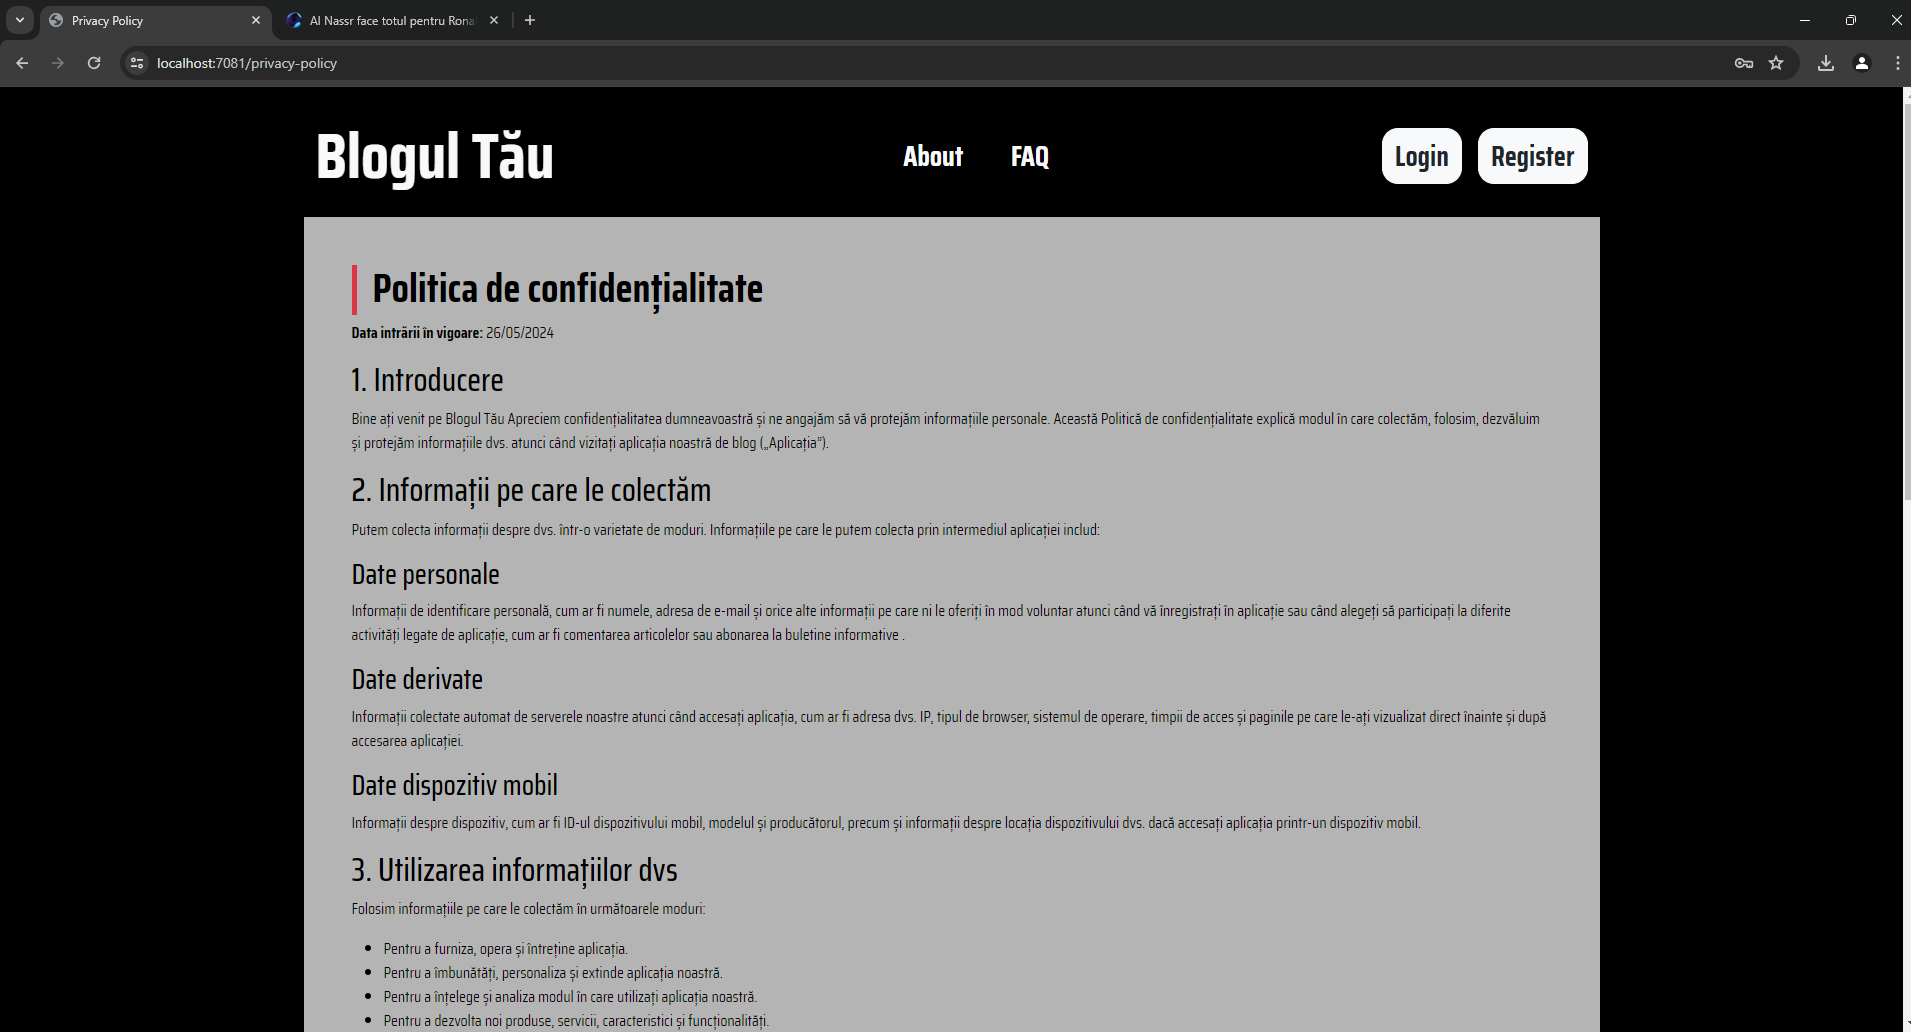 Privacy Policy
Al Nassr face totul pentru Rona
localhost:7081/privacy-policy
Blogul Tău
About
FAQ
Login
Register
Politica de confidențialitate
Data intrării în vigoare: 26/05/2024
1. Introducere
Bine ați venit pe Blogul Tău Apreciem confidențialitatea dumneavoastră și ne angajăm să vă protejăm informațiile personale. Această Politică de confidențialitate explică modul în care colectăm, folosim, dezvăluim
și protejăm informațiile dvs. atunci când vizitați aplicația noastră de blog („Aplicația”).
2. Informații pe care le colectăm
Putem colecta informații despre dvs. într-o varietate de moduri. Informațiile pe care le putem colecta prin intermediul aplicației includ:
Date personale
Informații de identificare personală, cum ar fi numele, adresa de e-mail și orice alte informații pe care ni le oferiți în mod voluntar atunci când vă înregistrați în aplicație sau când alegeți să participați la diferite
activități legate de aplicație, cum ar fi comentarea articolelor sau abonarea la buletine informative .
Date derivate
Informații colectate automat de serverele noastre atunci când accesați aplicația, cum ar fi adresa dvs. IP, tipul de browser, sistemul de operare, timpii de acces și paginile pe care le-ați vizualizat direct înainte și după
accesarea aplicației.
Date dispozitiv mobil
Informații despre dispozitiv, cum ar fi ID-ul dispozitivului mobil, modelul și producătorul, precum și informații despre locația dispozitivului dvs. dacă accesați aplicația printr-un dispozitiv mobil.
3. Utilizarea informațiilor dvs
Folosim informațiile pe care le colectăm în următoarele moduri:
Pentru a furniza, opera și întreține aplicația.
Pentru a îmbunătăți, personaliza și extinde aplicația noastră.
Pentru a înțelege și analiza modul în care utilizați aplicația noastră.
Pentru a dezvolta noi produse, servicii, caracteristici și funcționalități.